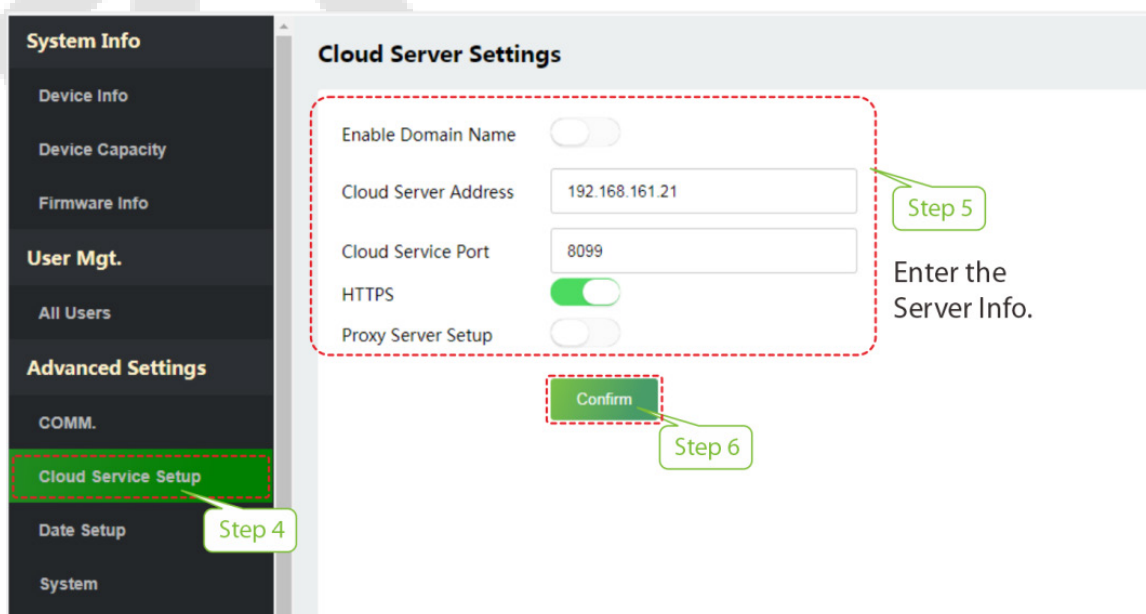 System Info
Device Info
Device Capacity
Firmware Info
User Mgt.
All Users
Advanced Settings
COMM.
Cloud Service Setup
Step 4
Date Setup
System
Cloud Server Settings
Enable Domain Name
Cloud Server Address 192.168.161.21
Cloud Service Port 8099
HTTPS
Proxy Server Setup
Step 5
Enter the
Server Info.
Confirm
Step 6